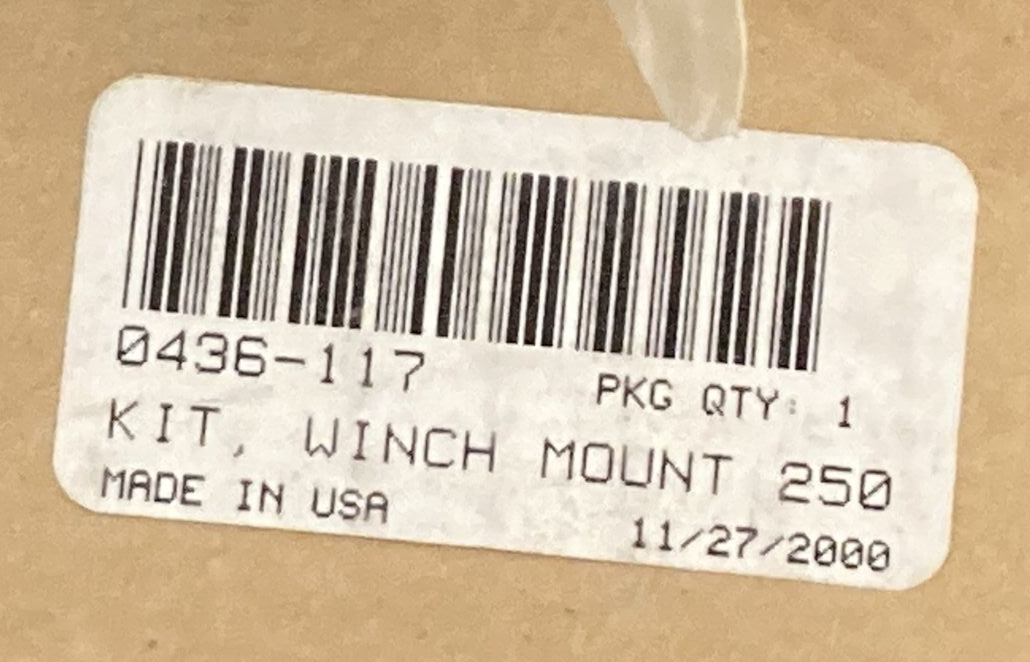 0436-117
PKG QTY: 1
KIT, WINCH MOUNT 250
MADE IN USA
11/27/2000